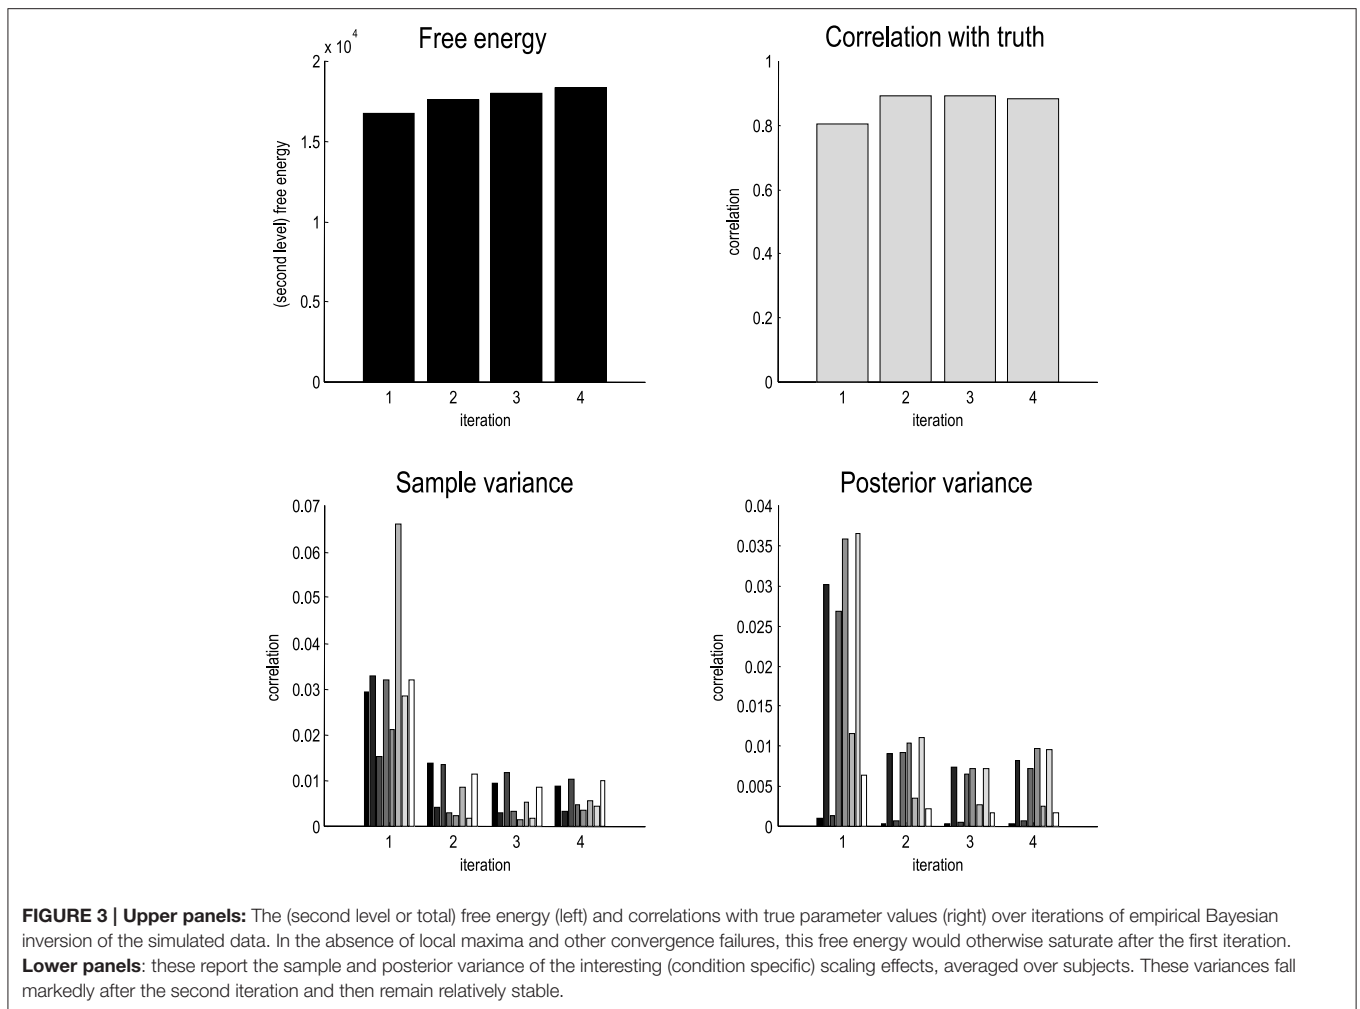 Free energy
x 10^4
2
1.5
1
0.5
0
(second level) free energy
1 2 3 4
iteration
Correlation with truth
1
0.8
0.6
0.4
0.2
0
correlation
1 2 3 4
iteration
Sample variance
0.07
0.06
0.05
0.04
0.03
0.02
0.01
0
correlation
1 2 3 4
iteration
Posterior variance
0.04
0.035
0.03
0.025
0.02
0.015
0.01
0.005
0
correlation
1 2 3 4
iteration
FIGURE 3 | Upper panels: The (second level or total) free energy (left) and correlations with true parameter values (right) over iterations of empirical Bayesian
inversion of the simulated data. In the absence of local maxima and other convergence failures, this free energy would otherwise saturate after the first iteration.
Lower panels: these report the sample and posterior variance of the interesting (condition specific) scaling effects, averaged over subjects. These variances fall
markedly after the second iteration and then remain relatively stable.